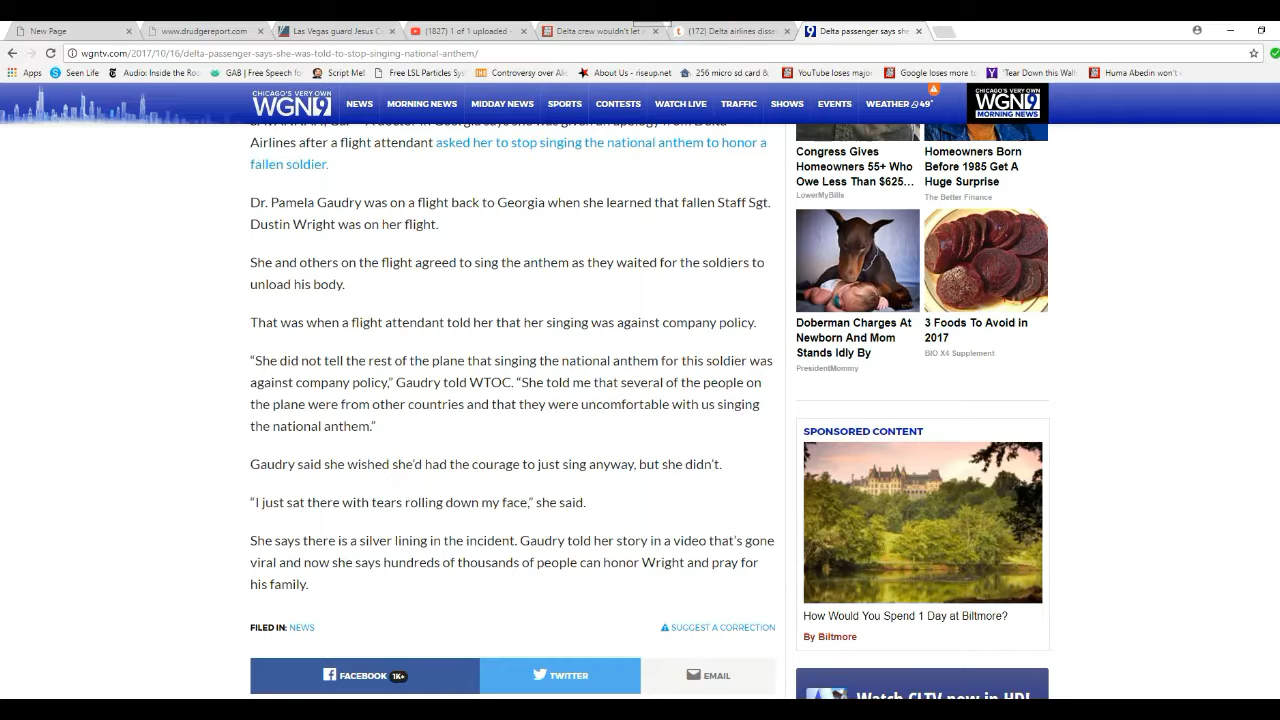 New Page
www.drudgereport.com
Las Vegas guard Jesus C
(1827) 1 of 1 uploaded -
Delta crew wouldn't let
(172) Delta airlines disse
Delta passenger says she
wgntv.com/2017/10/16/delta-passenger-says-she-was-told-to-stop-singing-national-anthem/
Apps
Seen Life
Audio: Inside the Ro
GAB | Free Speech fo
Script Me!
Free LSL Particles Sys
Controversy over Ali
About Us - riseup.net
256 micro sd card &
YouTube loses major
Google loses more to
'Tear Down this Wall
Huma Abedin won't
CHICAGO'S VERY OWN
WGN9
NEWS
MORNING NEWS
MIDDAY NEWS
SPORTS
CONTESTS
WATCH LIVE
TRAFFIC
SHOWS
EVENTS
WEATHER 49°
CHICAGO'S VERY OWN
WGN9
MORNING NEWS
Airlines after a flight attendant asked her to stop singing the national anthem to honor a
fallen soldier.
Dr. Pamela Gaudry was on a flight back to Georgia when she learned that fallen Staff Sgt.
Dustin Wright was on her flight.
She and others on the flight agreed to sing the anthem as they waited for the soldiers to
unload his body.
That was when a flight attendant told her that her singing was against company policy.
“She did not tell the rest of the plane that singing the national anthem for this soldier was
against company policy,” Gaudry told WTOC. “She told me that several of the people on
the plane were from other countries and that they were uncomfortable with us singing
the national anthem.”
Gaudry said she wished she’d had the courage to just sing anyway, but she didn’t.
“I just sat there with tears rolling down my face,” she said.
She says there is a silver lining in the incident. Gaudry told her story in a video that’s gone
viral and now she says hundreds of thousands of people can honor Wright and pray for
his family.
FILED IN: NEWS
SUGGEST A CORRECTION
FACEBOOK 1K+
TWITTER
EMAIL
Congress Gives
Homeowners 55+ Who
Owe Less Than $625...
LowerMyBills
Homeowners Born
Before 1985 Get A
Huge Surprise
The Better Finance
Doberman Charges At
Newborn And Mom
Stands Idly By
PresidentMommy
3 Foods To Avoid in
2017
BIO X4 Supplement
SPONSORED CONTENT
How Would You Spend 1 Day at Biltmore?
By Biltmore
Watch CLTV now in HD!